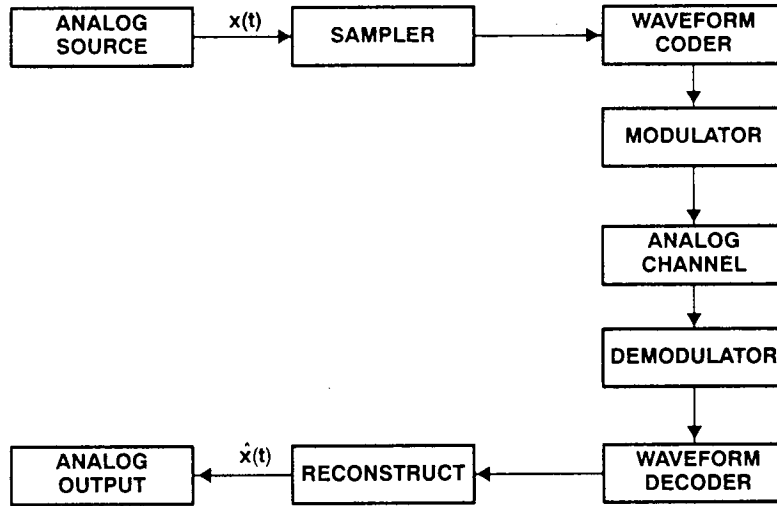 ANALOG
SOURCE
x(t)
SAMPLER
WAVEFORM
CODER
MODULATOR
ANALOG
CHANNEL
DEMODULATOR
WAVEFORM
DECODER
RECONSTRUCT
x̂(t)
ANALOG
OUTPUT